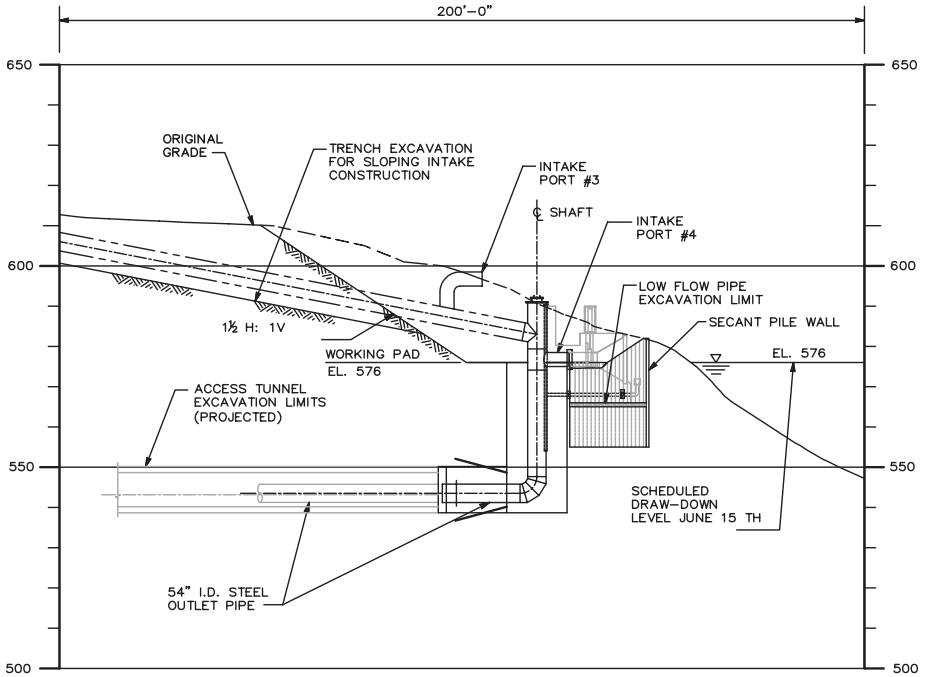 200'-0"
650
650
ORIGINAL
GRADE
TRENCH EXCAVATION
FOR SLOPING INTAKE
CONSTRUCTION
INTAKE
PORT #3
℄ SHAFT
INTAKE
PORT #4
600
600
LOW FLOW PIPE
EXCAVATION LIMIT
SECANT PILE WALL
1½ H: 1V
WORKING PAD
EL. 576
EL. 576
ACCESS TUNNEL
EXCAVATION LIMITS
(PROJECTED)
550
550
SCHEDULED
DRAW-DOWN
LEVEL JUNE 15 TH
54" I.D. STEEL
OUTLET PIPE
500
500